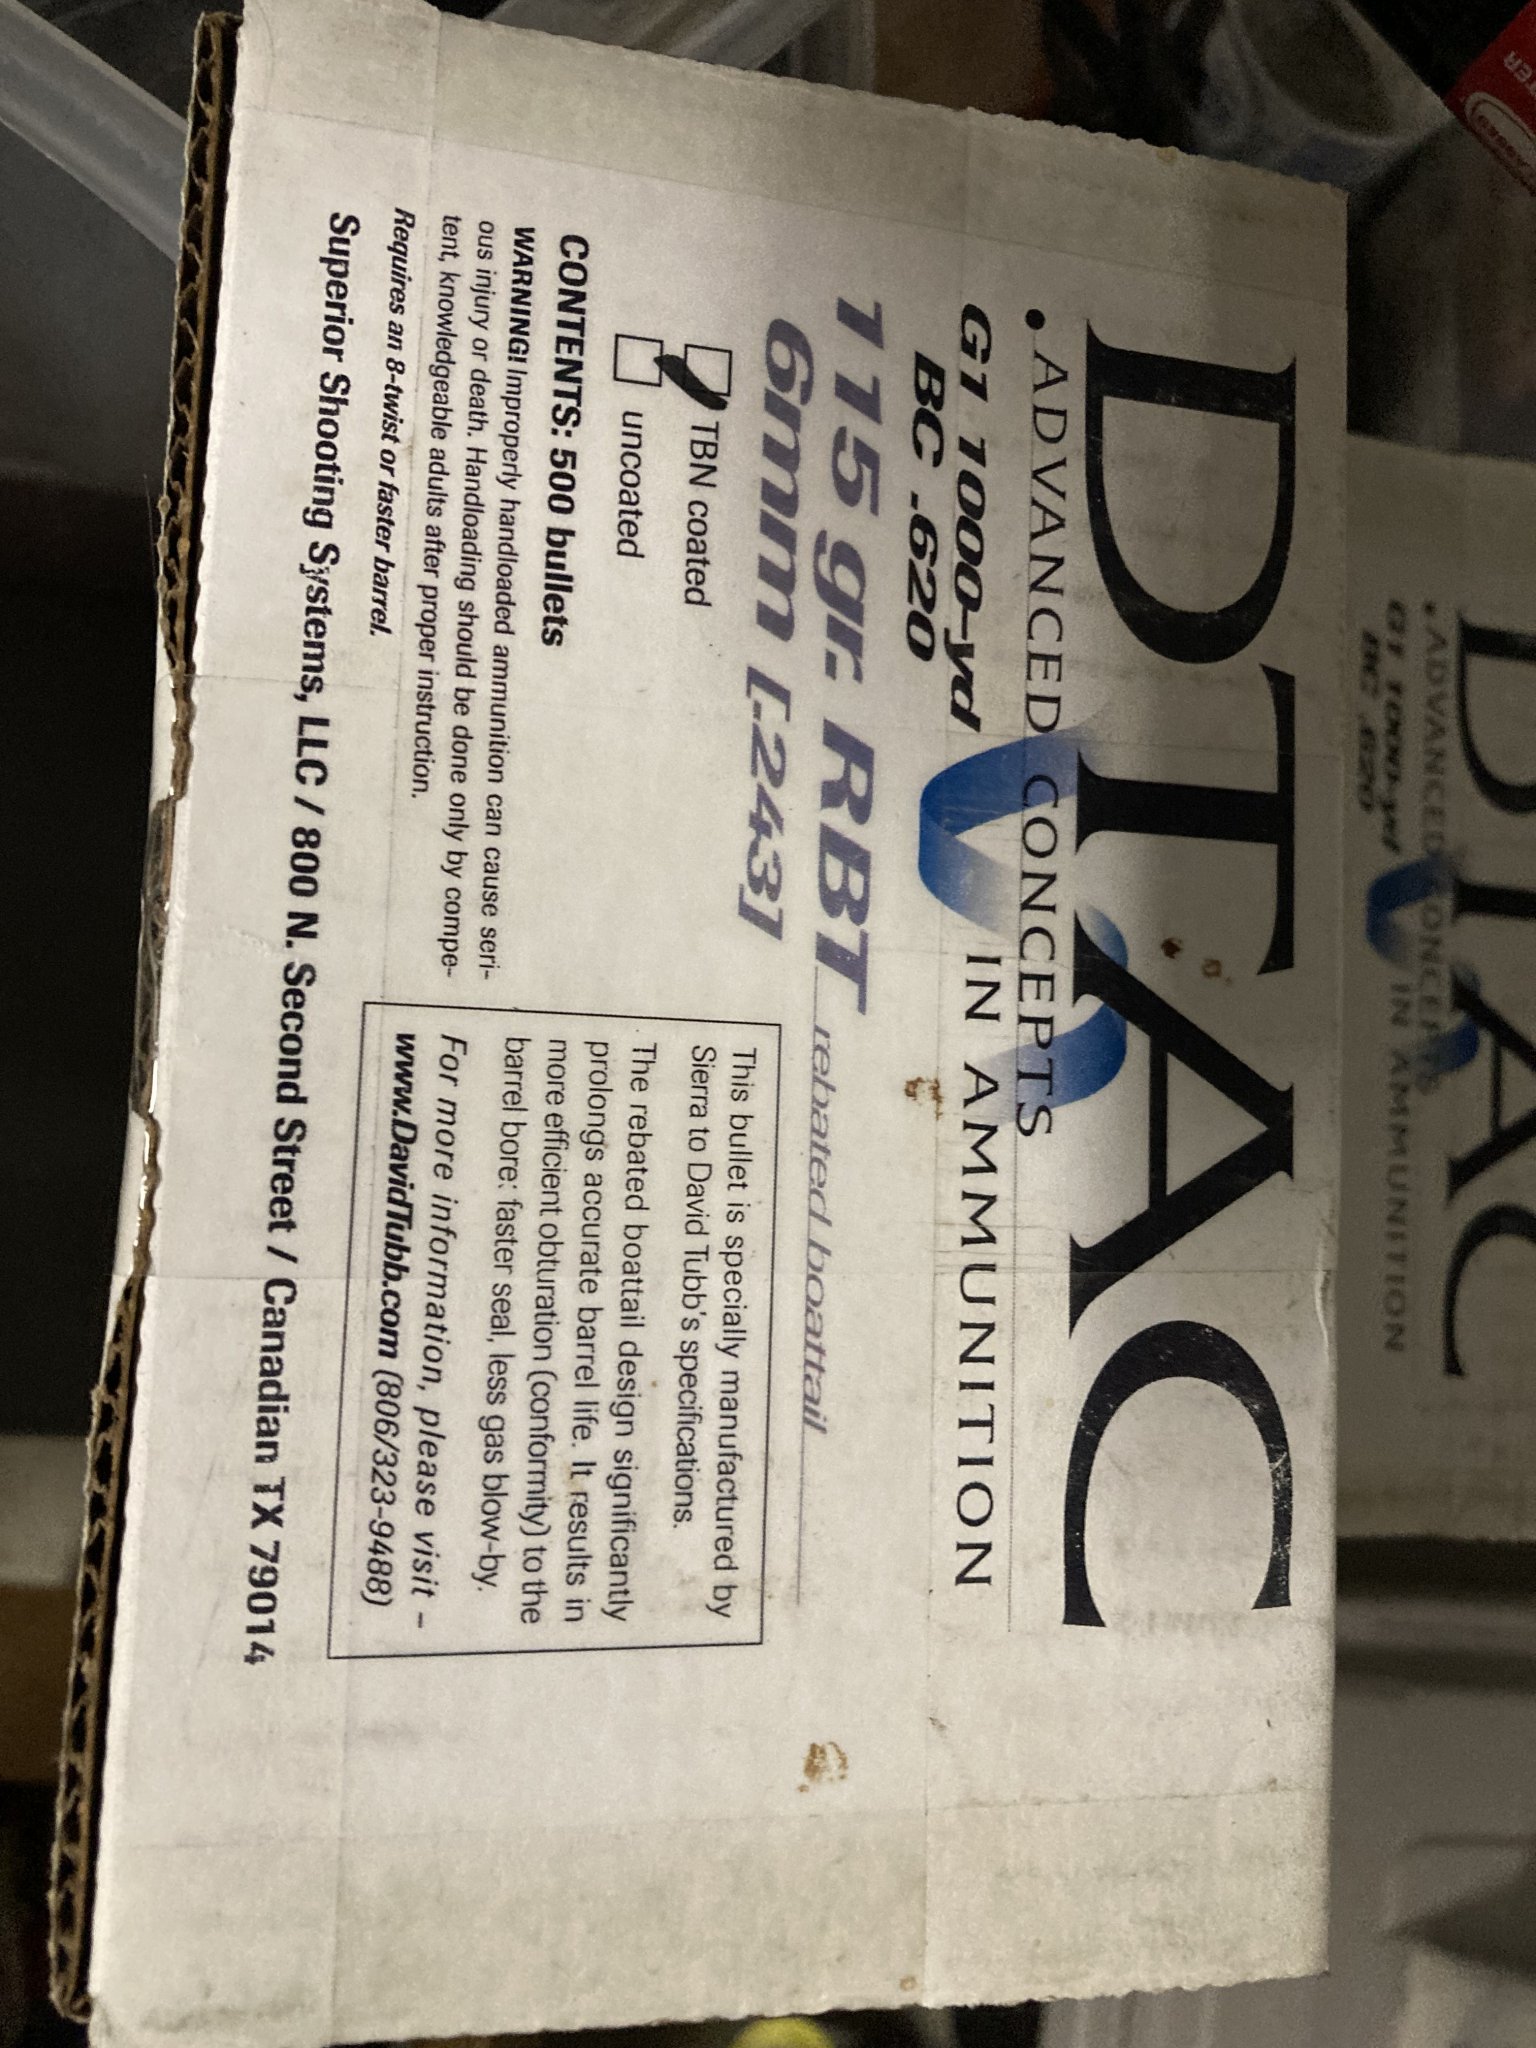 DTAC
.ADVANCED CONCEPTS
IN AMMUNITION
G1 1000-yd
BC .620
115 gr. RBT rebated boattail
6mm [.243]
TBN coated
uncoated
CONTENTS: 500 bullets
WARNING! Improperly handloaded ammunition can cause seri-
ous injury or death. Handloading should be done only by compe-
tent, knowledgeable adults after proper instruction.
Requires an 8-twist or faster barrel.
This bullet is specially manufactured by
Sierra to David Tubb's specifications.
The rebated boattail design significantly
prolongs accurate barrel life. It results in
more efficient obturation (conformity) to the
barrel bore: faster seal, less gas blow-by.
For more information, please visit –
www.DavidTubb.com (806/323-9488)
Superior Shooting Systems, LLC / 800 N. Second Street / Canadian TX 79014
DTAC
.ADVANCED CONCEPTS
IN AMMUNITION
G1 1000-yd
BC .620